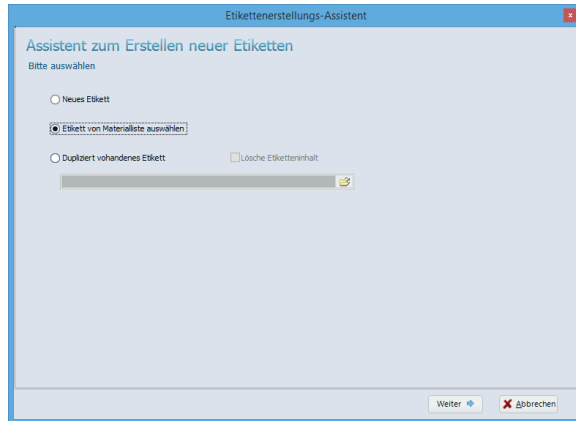 Etikettenerstellungs-Assistent
x
Assistent zum Erstellen neuer Etiketten
Bitte auswählen
Neues Etikett
Etikett von Materialliste auswählen
Dupliziert vohandenes Etikett
Lösche Etiketteninhalt
Weiter
Abbrechen